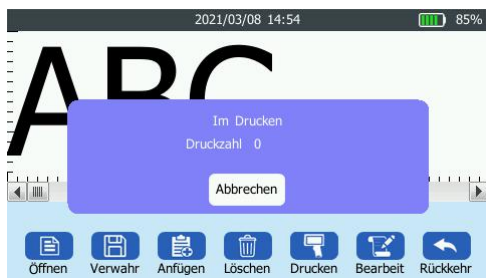 2021/03/08 14:54 85%
ABC
Im Drucken
Druckzahl 0
Abbrechen
Öffnen Verwahr Anfügen Löschen Drucken Bearbeit Rückkehr